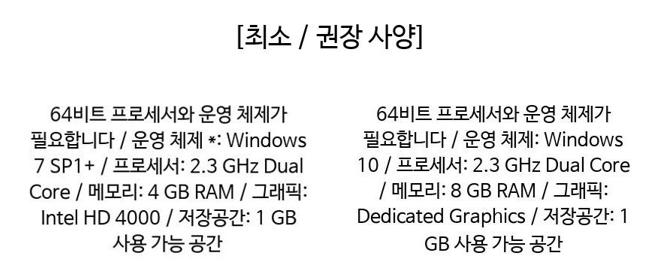 [최소 / 권장 사양]
64비트 프로세서와 운영 체제가
필요합니다 / 운영 체제 *: Windows
7 SP1+ / 프로세서: 2.3 GHz Dual
Core / 메모리: 4 GB RAM / 그래픽:
Intel HD 4000 / 저장공간: 1 GB
사용 가능 공간
64비트 프로세서와 운영 체제가
필요합니다 / 운영 체제: Windows
10 / 프로세서: 2.3 GHz Dual Core
/ 메모리: 8 GB RAM / 그래픽:
Dedicated Graphics / 저장공간: 1
GB 사용 가능 공간